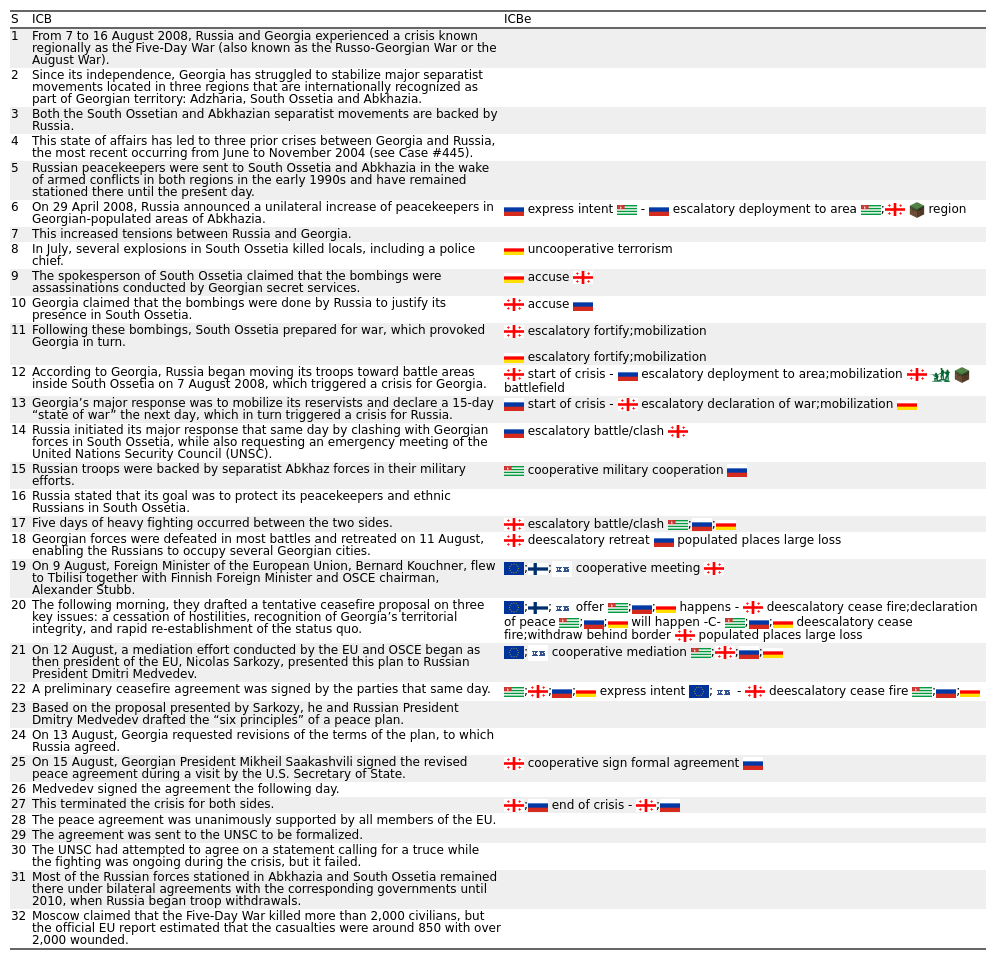 S ICB ICBe
1 From 7 to 16 August 2008, Russia and Georgia experienced a crisis known
regionally as the Five-Day War (also known as the Russo-Georgian War or the
August War).
2 Since its independence, Georgia has struggled to stabilize major separatist
movements located in three regions that are internationally recognized as
part of Georgian territory: Adzharia, South Ossetia and Abkhazia.
3 Both the South Ossetian and Abkhazian separatist movements are backed by
Russia.
4 This state of affairs has led to three prior crises between Georgia and Russia,
the most recent occurring from June to November 2004 (see Case #445).
5 Russian peacekeepers were sent to South Ossetia and Abkhazia in the wake
of armed conflicts in both regions in the early 1990s and have remained
stationed there until the present day.
6 On 29 April 2008, Russia announced a unilateral increase of peacekeepers in
Georgian-populated areas of Abkhazia.
express intent - escalatory deployment to area ; region
7 This increased tensions between Russia and Georgia.
8 In July, several explosions in South Ossetia killed locals, including a police
chief.
uncooperative terrorism
9 The spokesperson of South Ossetia claimed that the bombings were
assassinations conducted by Georgian secret services.
accuse
10 Georgia claimed that the bombings were done by Russia to justify its
presence in South Ossetia.
accuse
11 Following these bombings, South Ossetia prepared for war, which provoked
Georgia in turn.
escalatory fortify;mobilization
escalatory fortify;mobilization
12 According to Georgia, Russia began moving its troops toward battle areas
inside South Ossetia on 7 August 2008, which triggered a crisis for Georgia.
start of crisis - escalatory deployment to area;mobilization
battlefield
13 Georgia's major response was to mobilize its reservists and declare a 15-day
“state of war” the next day, which in turn triggered a crisis for Russia.
start of crisis - escalatory declaration of war;mobilization
14 Russia initiated its major response that same day by clashing with Georgian
forces in South Ossetia, while also requesting an emergency meeting of the
United Nations Security Council (UNSC).
escalatory battle/clash
15 Russian troops were backed by separatist Abkhaz forces in their military
efforts.
cooperative military cooperation
16 Russia stated that its goal was to protect its peacekeepers and ethnic
Russians in South Ossetia.
17 Five days of heavy fighting occurred between the two sides.
escalatory battle/clash ; ;
18 Georgian forces were defeated in most battles and retreated on 11 August,
enabling the Russians to occupy several Georgian cities.
deescalatory retreat populated places large loss
19 On 9 August, Foreign Minister of the European Union, Bernard Kouchner, flew
to Tbilisi together with Finnish Foreign Minister and OSCE chairman,
Alexander Stubb.
; ; cooperative meeting
20 The following morning, they drafted a tentative ceasefire proposal on three
key issues: a cessation of hostilities, recognition of Georgia's territorial
integrity, and rapid re-establishment of the status quo.
; ; offer ; ; happens - deescalatory cease fire;declaration
of peace ; ; will happen -C- ; ; deescalatory cease
fire;withdraw behind border populated places large loss
21 On 12 August, a mediation effort conducted by the EU and OSCE began as
then president of the EU, Nicolas Sarkozy, presented this plan to Russian
President Dmitri Medvedev.
; cooperative mediation ; ; ;
22 A preliminary ceasefire agreement was signed by the parties that same day.
; ; ; express intent ; - deescalatory cease fire ; ;
23 Based on the proposal presented by Sarkozy, he and Russian President
Dmitry Medvedev drafted the “six principles” of a peace plan.
24 On 13 August, Georgia requested revisions of the terms of the plan, to which
Russia agreed.
25 On 15 August, Georgian President Mikheil Saakashvili signed the revised
peace agreement during a visit by the U.S. Secretary of State.
cooperative sign formal agreement
26 Medvedev signed the agreement the following day.
27 This terminated the crisis for both sides.
; end of crisis - ;
28 The peace agreement was unanimously supported by all members of the EU.
29 The agreement was sent to the UNSC to be formalized.
30 The UNSC had attempted to agree on a statement calling for a truce while
the fighting was ongoing during the crisis, but it failed.
31 Most of the Russian forces stationed in Abkhazia and South Ossetia remained
there under bilateral agreements with the corresponding governments until
2010, when Russia began troop withdrawals.
32 Moscow claimed that the Five-Day War killed more than 2,000 civilians, but
the official EU report estimated that the casualties were around 850 with over
2,000 wounded.